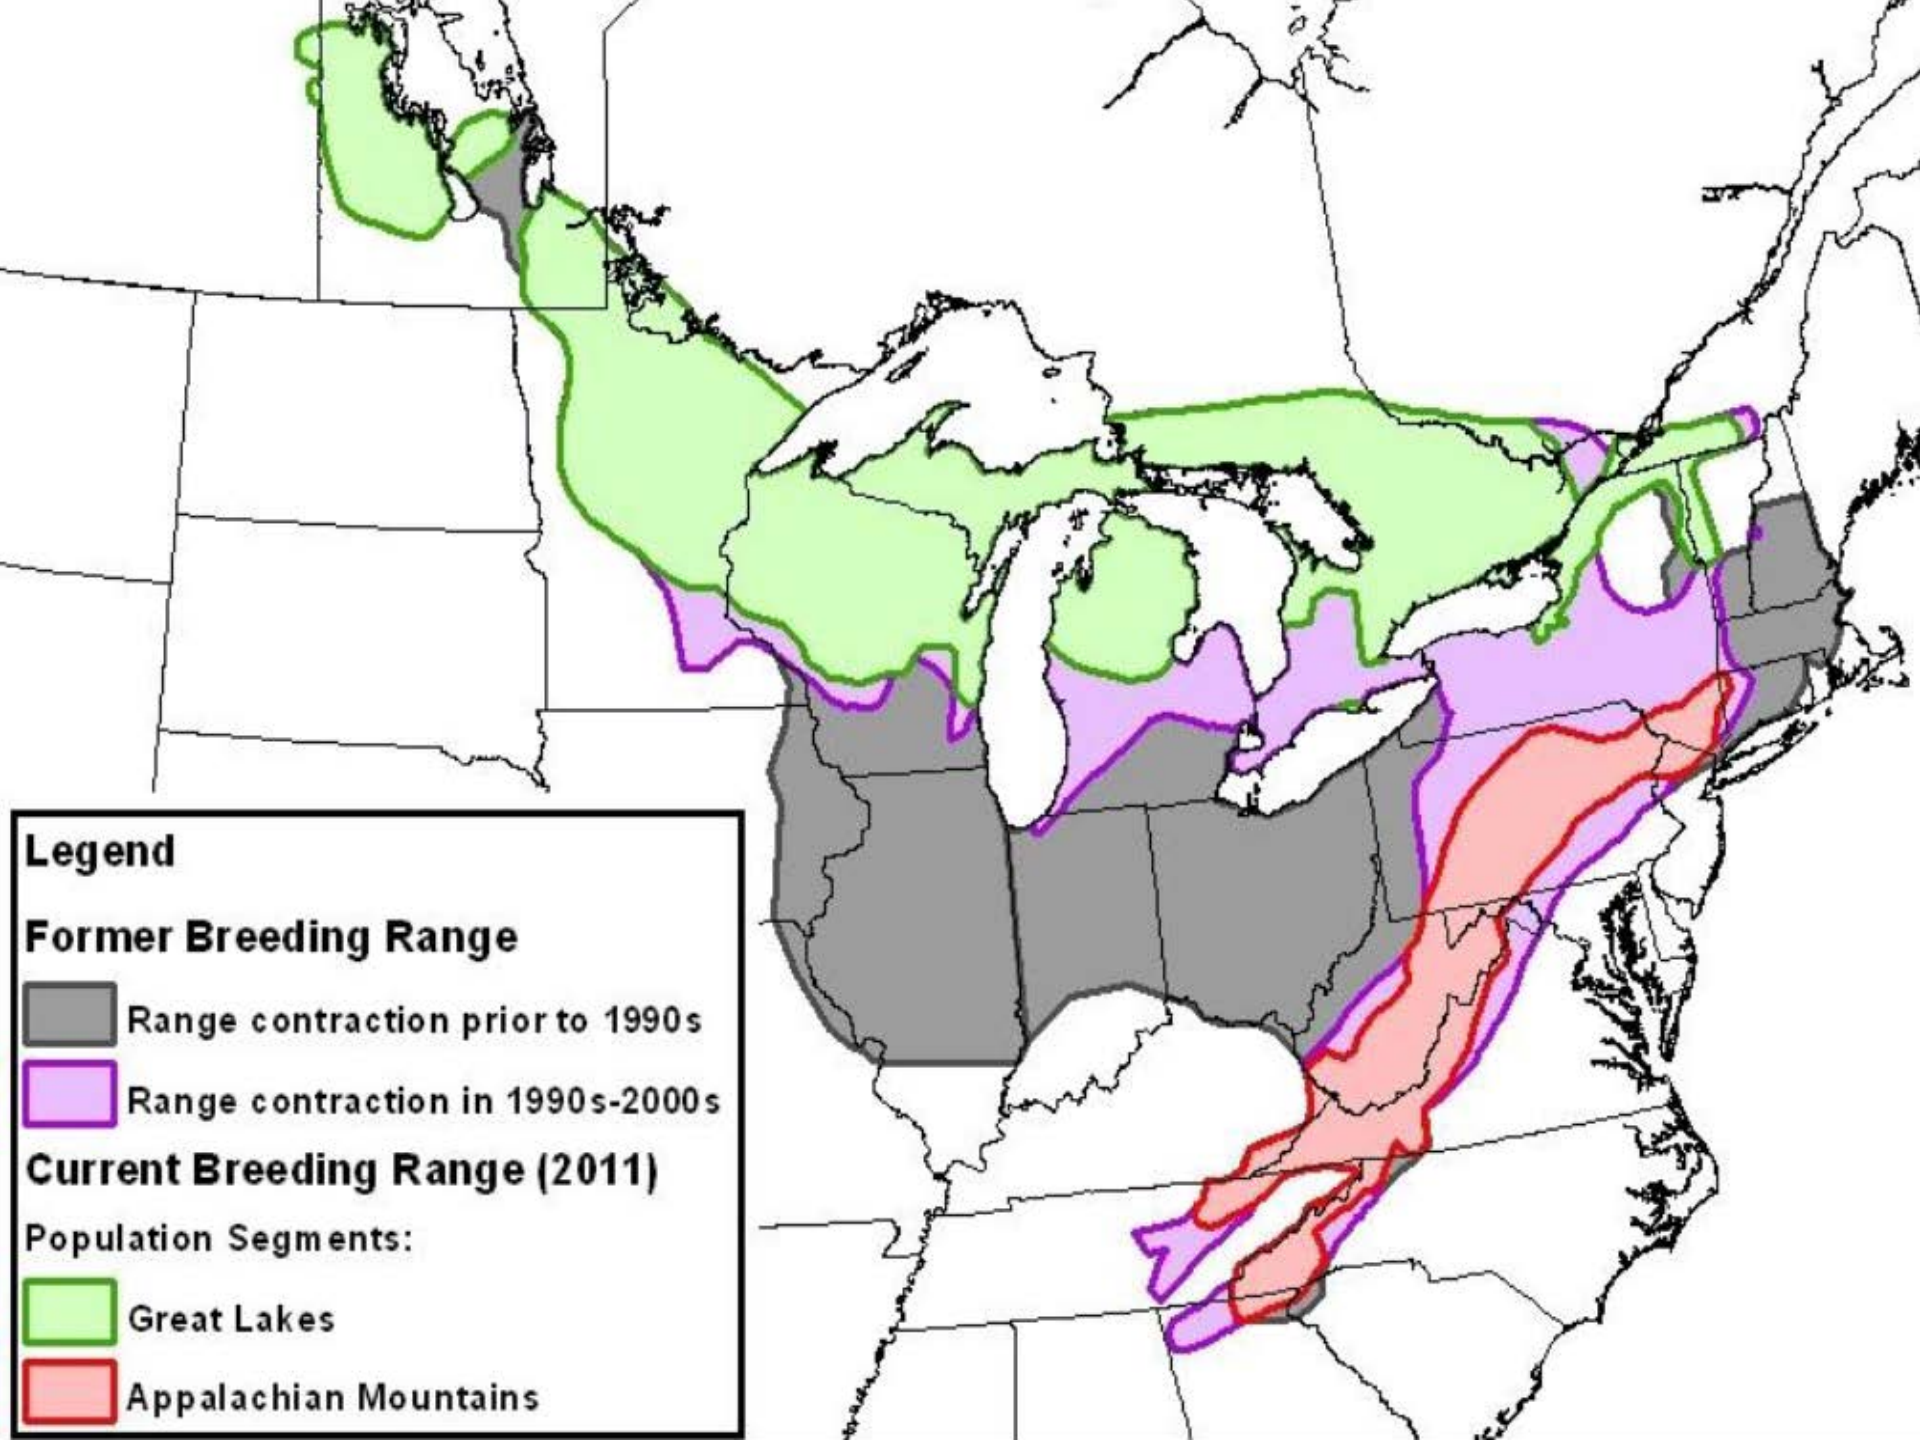 Legend
Former Breeding Range
Range contraction prior to 1990s
Range contraction in 1990s-2000s
Current Breeding Range (2011)
Population Segments:
Great Lakes
Appalachian Mountains